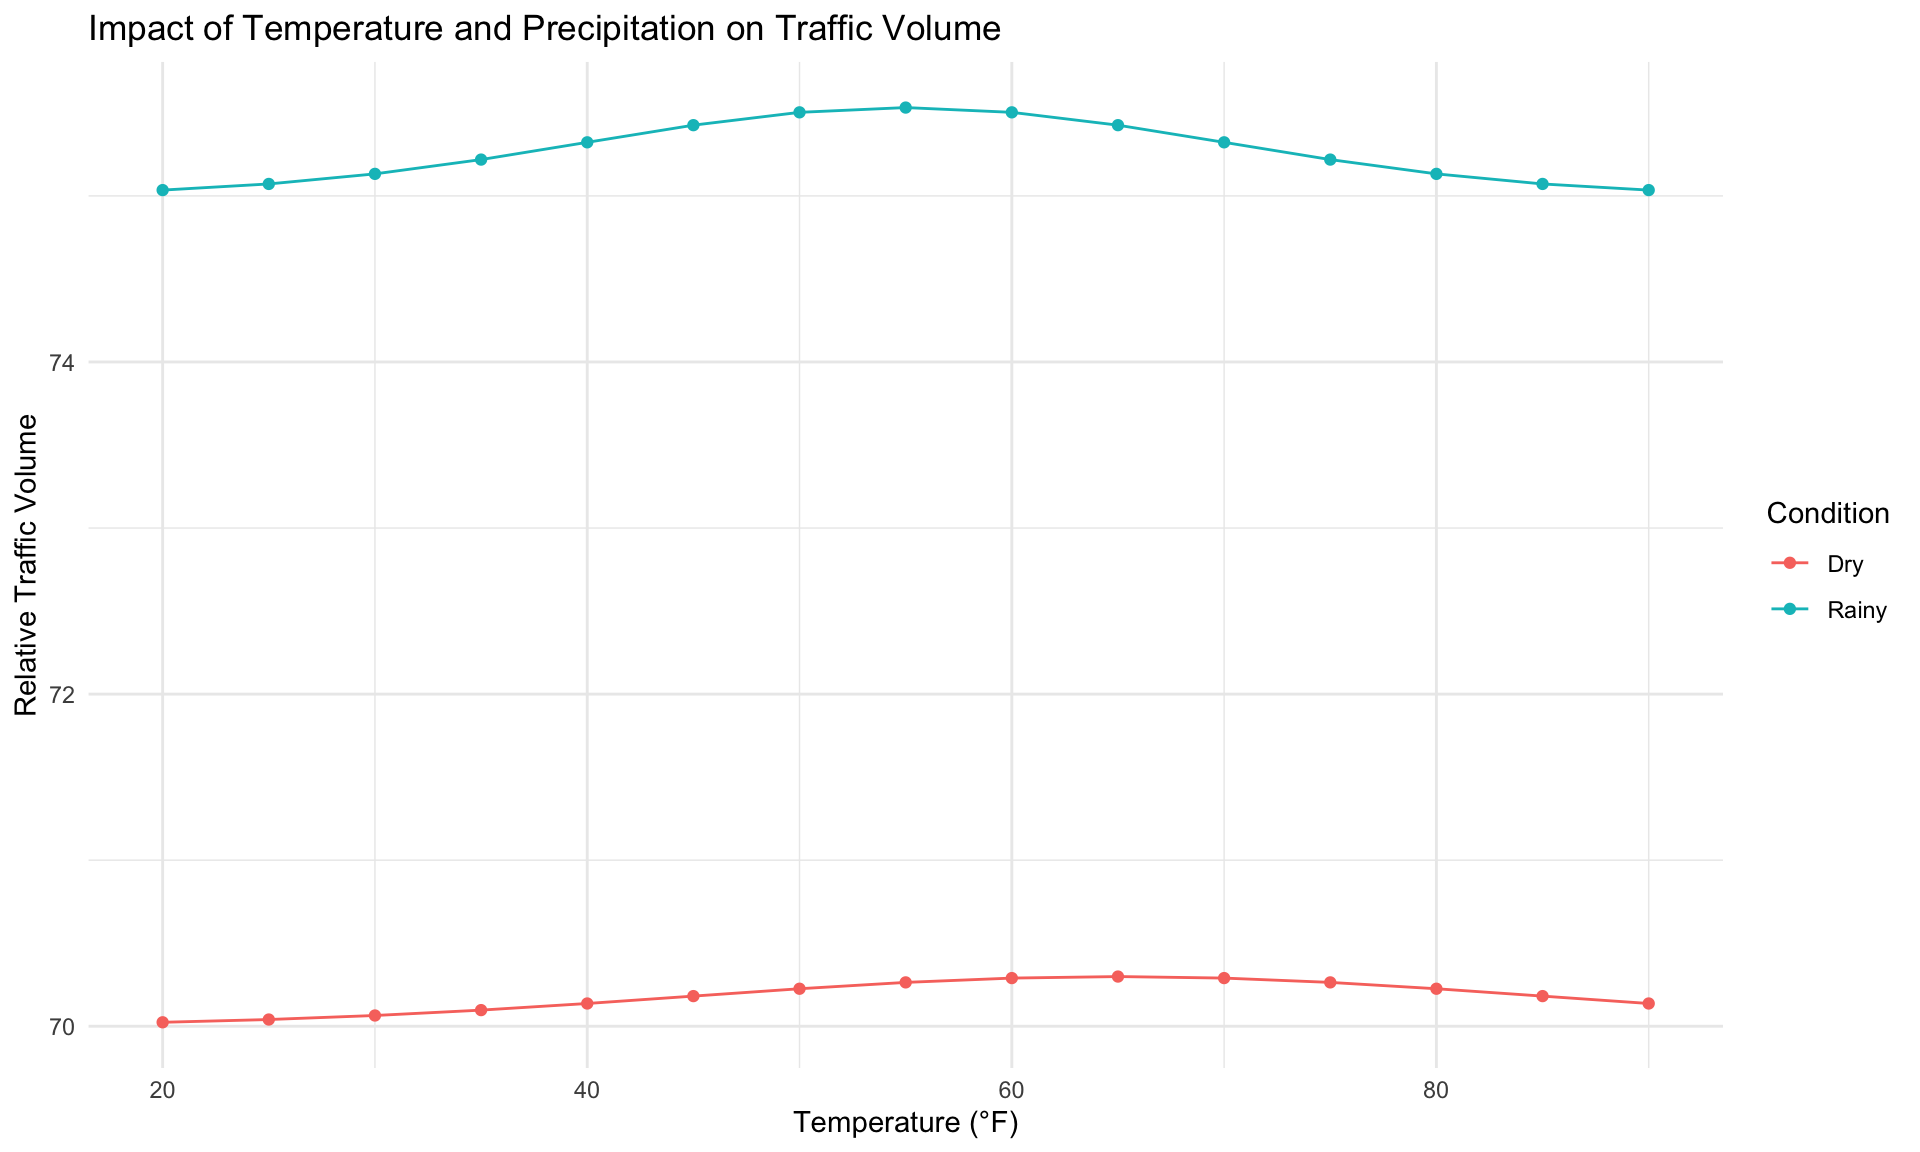 Impact of Temperature and Precipitation on Traffic Volume
Relative Traffic Volume
74
72
70
20 40 60 80
Temperature (°F)
Condition
Dry
Rainy